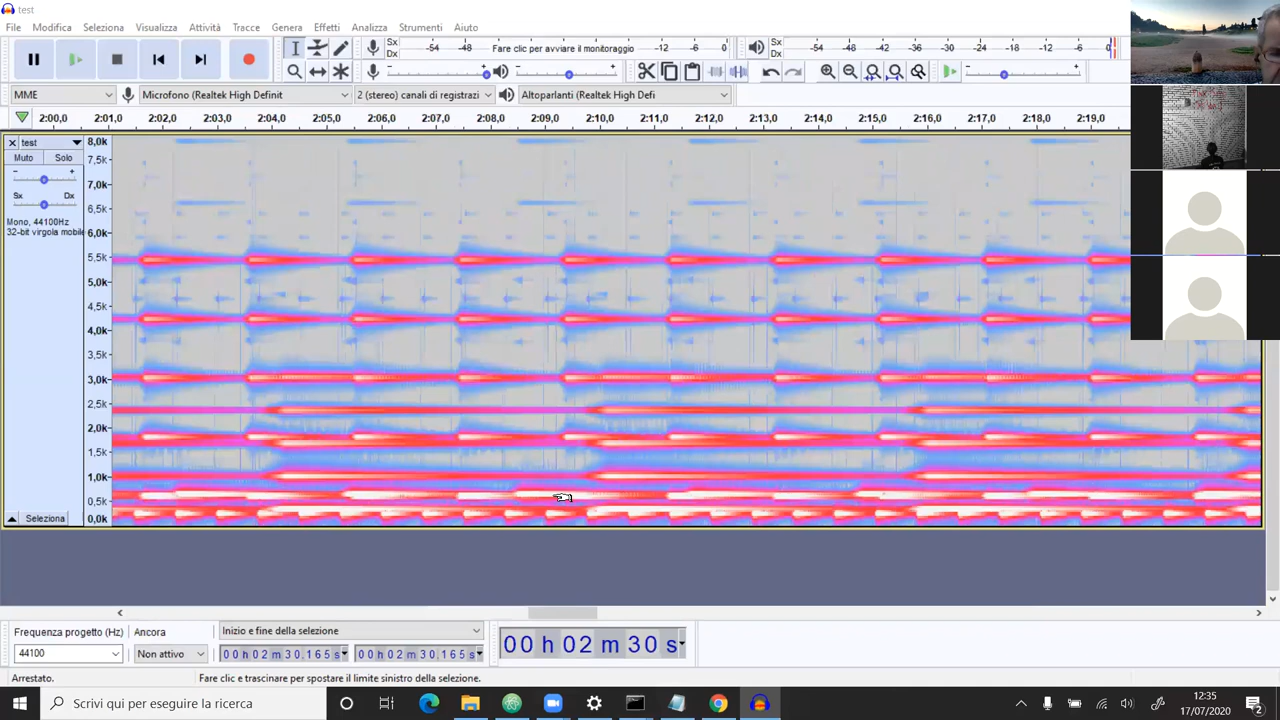 test
File Modifica Seleziona Visualizza Attività Tracce Genera Effetti Analizza Strumenti Aiuto
Sx Dx -54 -48 Fare clic per avviare il monitoraggio -12 -6 0 Sx Dx -54 -48 -42 -36 -30 -24 -18 -12 -6 0
- + - + - +
MME Microfono (Realtek High Definit 2 (stereo) canali di registrazi Altoparlanti (Realtek High Defi
2:00,0 2:01,0 2:02,0 2:03,0 2:04,0 2:05,0 2:06,0 2:07,0 2:08,0 2:09,0 2:10,0 2:11,0 2:12,0 2:13,0 2:14,0 2:15,0 2:16,0 2:17,0 2:18,0 2:19,0
test
Muto Solo
- +
Sx Dx
Mono, 44100Hz
32-bit virgola mobile
8,0k
7,5k
7,0k
6,5k
6,0k
5,5k
5,0k
4,5k
4,0k
3,5k
3,0k
2,5k
2,0k
1,5k
1,0k
0,5k
0,0k
Seleziona
Frequenza progetto (Hz) Ancora Inizio e fine della selezione
44100 Non attivo 00 h 02 m 30,165 s 00 h 02 m 30,165 s
00 h 02 m 30 s
Arrestato. Fare clic e trascinare per spostare il limite sinistro della selezione.
Scrivi qui per eseguire la ricerca
12:35
17/07/2020
2